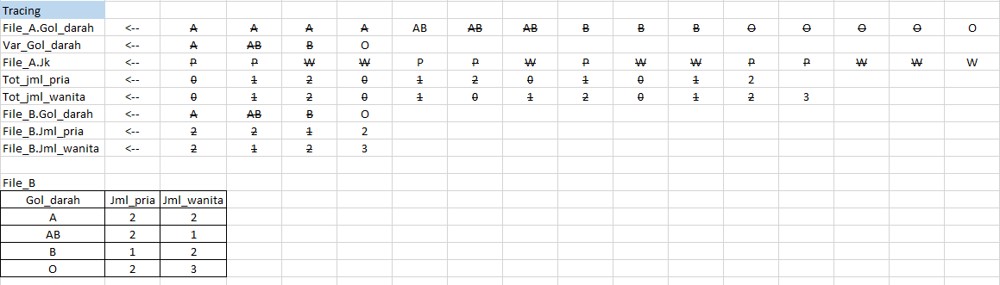 Tracing
File_A.Gol_darah <-- A A A A AB AB AB B B O O O O O
Var_Gol_darah <-- A AB B O
File_A.Jk <-- P P W W P P W P W W P P W W W
Tot_jml_pria <-- 0 1 2 0 1 2 0 1 0 1 2
Tot_jml_wanita <-- 0 1 2 0 1 0 1 2 0 1 2 3
File_B.Gol_darah <-- A AB B O
File_B.Jml_pria <-- 2 2 1 2
File_B.Jml_wanita <-- 2 1 2 3
File_B
Gol_darah Jml_pria Jml_wanita
A 2 2
AB 2 1
B 1 2
O 2 3